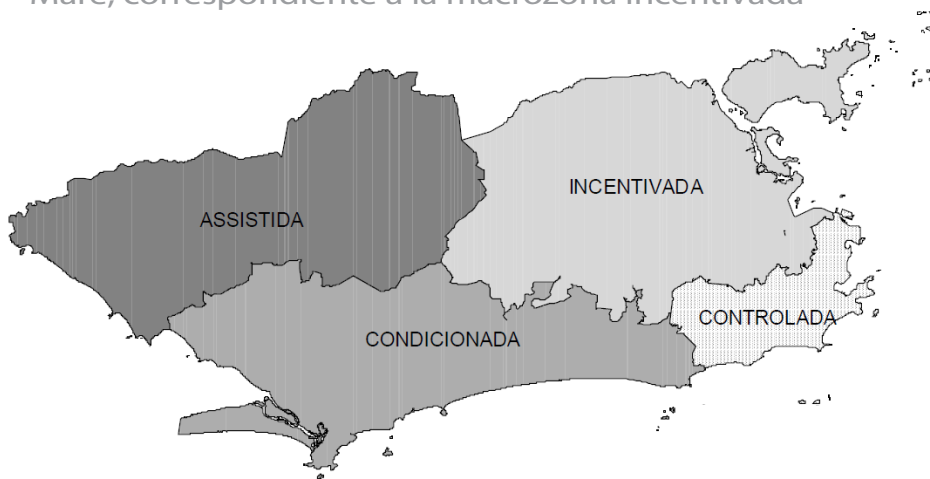 Maré, correspondiente a la macrozona incentivada
INCENTIVADA
ASSISTIDA
CONTROLADA
CONDICIONADA